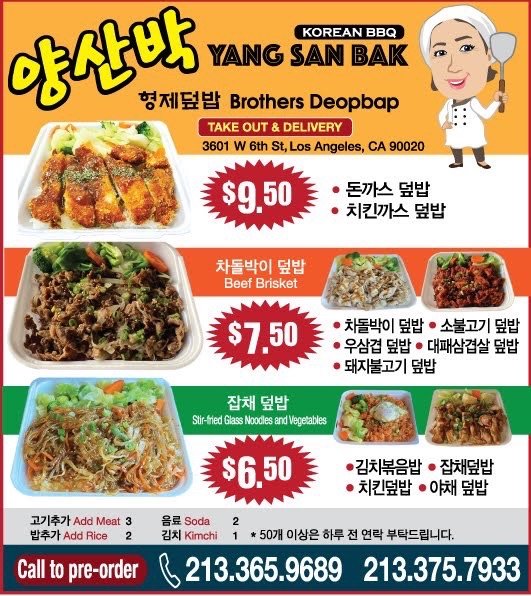 양산박
KOREAN BBQ
YANG SAN BAK
형제덮밥 Brothers Deopbap
TAKE OUT & DELIVERY
3601 W 6th St, Los Angeles, CA 90020
$9.50
• 돈까스 덮밥
• 치킨까스 덮밥
차돌박이 덮밥
Beef Brisket
$7.50
• 차돌박이 덮밥 • 소불고기 덮밥
• 우삼겹 덮밥 • 대패삼겹살 덮밥
• 돼지불고기 덮밥
잡채 덮밥
Stir-fried Glass Noodles and Vegetables
$6.50
•김치볶음밥 • 잡채덮밥
•치킨덮밥 •야채 덮밥
고기추가 Add Meat 3 음료 Soda 2
밥추가 Add Rice 2 김치 Kimchi 1 * 50개 이상은 하루 전 연락 부탁드립니다.
Call to pre-order 213.365.9689 213.375.7933